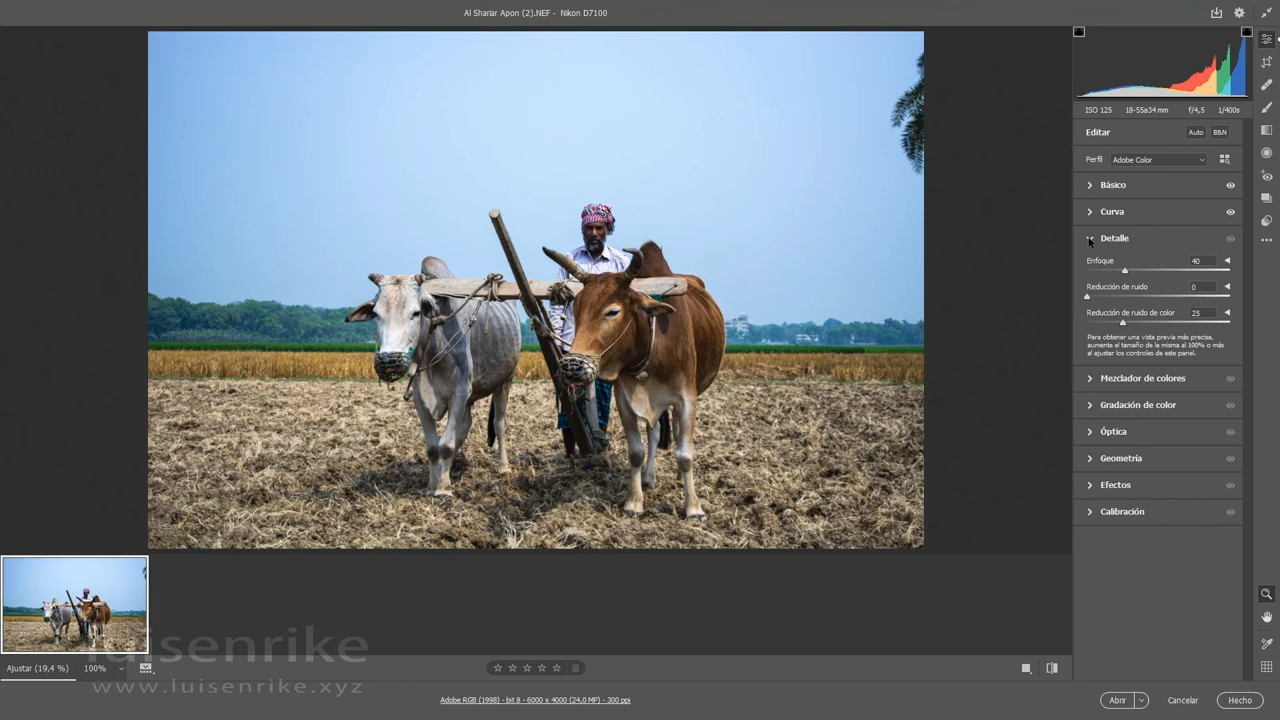 Al Shariar Apon (2).NEF - Nikon D7100
ISO 125 18-55a34 mm f/4,5 1/400s
Editar Auto B&N
Perfil Adobe Color
Básico
Curva
Detalle
Enfoque 40
Reducción de ruido 0
Reducción de ruido de color 25
Para obtener una vista previa más precisa,
aumente el tamaño de la misma al 100% o más
al ajustar los controles de este panel.
Mezclador de colores
Gradación de color
Óptica
Geometría
Efectos
Calibración
luisenrike
Ajustar (19,4 %) 100%
www.luisenrike.xyz
Adobe RGB (1998) - bit 8 - 6000 x 4000 (24,0 MP) - 300 ppi
Abrir Cancelar Hecho